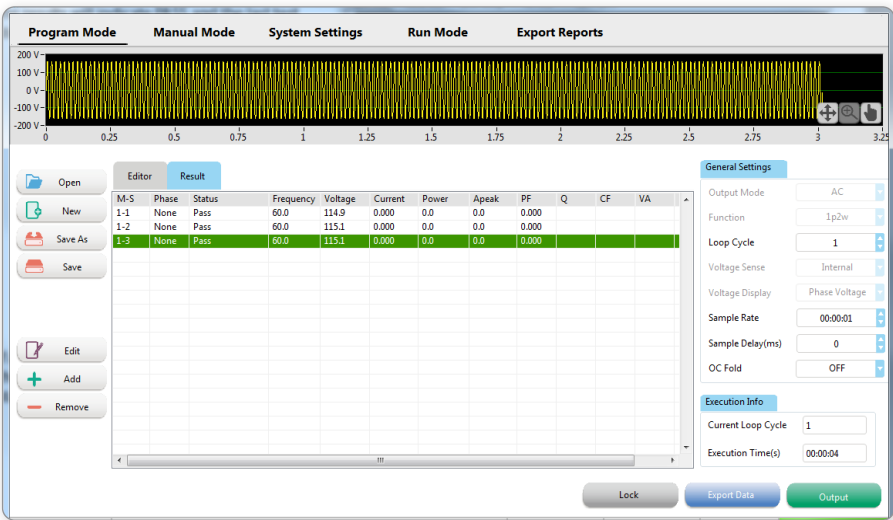 Program Mode Manual Mode System Settings Run Mode Export Reports
200 V
100 V
0 V
-100 V
-200 V
0 0.25 0.5 0.75 1 1.25 1.5 1.75 2 2.25 2.5 2.75 3 3.25
Open
New
Save As
Save
Edit
Add
Remove
Editor Result
M-S Phase Status Frequency Voltage Current Power Apeak PF Q CF VA
1-1 None Pass 60.0 114.9 0.000 0.0 0.0 0.000
1-2 None Pass 60.0 115.1 0.000 0.0 0.0 0.000
1-3 None Pass 60.0 115.1 0.000 0.0 0.0 0.000
General Settings
Output Mode AC
Function 1p2w
Loop Cycle 1
Voltage Sense Internal
Voltage Display Phase Voltage
Sample Rate 00:00:01
Sample Delay(ms) 0
OC Fold OFF
Execution Info
Current Loop Cycle 1
Execution Time(s) 00:00:04
Lock Export Data Output